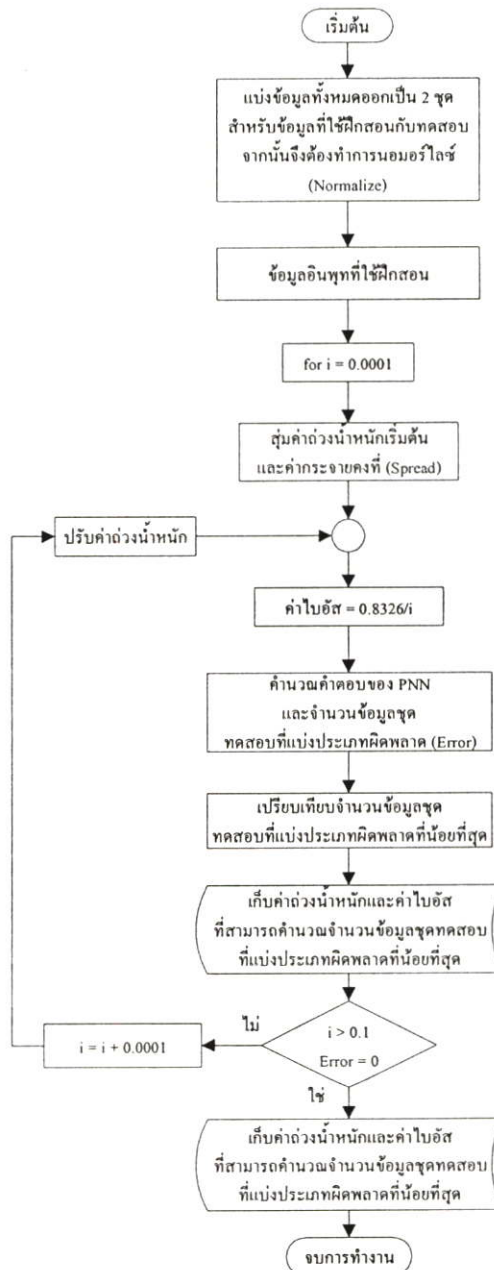 เริ่มต้น
แบ่งข้อมูลทั้งหมดออกเป็น 2 ชุด
สำหรับข้อมูลที่ใช้ฝึกสอนกับทดสอบ
จากนั้นจึงต้องทำการนอมอร์ไลซ์
(Normalize)
ข้อมูลอินพุทที่ใช้ฝึกสอน
for i = 0.0001
สุ่มค่าถ่วงน้ำหนักเริ่มต้น
และค่ากระจายคงที่ (Spread)
ปรับค่าถ่วงน้ำหนัก
ค่าไบอัส = 0.8326/i
คำนวณคำตอบของ PNN
และจำนวนข้อมูลชุด
ทดสอบที่แบ่งประเภทผิดพลาด (Error)
เปรียบเทียบจำนวนข้อมูลชุด
ทดสอบที่แบ่งประเภทผิดพลาดที่น้อยที่สุด
เก็บค่าถ่วงน้ำหนักและค่าไบอัส
ที่สามารถคำนวณจำนวนข้อมูลชุดทดสอบ
ที่แบ่งประเภทผิดพลาดที่น้อยที่สุด
i > 0.1
Error = 0
ไม่
i = i + 0.0001
ใช่
เก็บค่าถ่วงน้ำหนักและค่าไบอัส
ที่สามารถคำนวณจำนวนข้อมูลชุดทดสอบ
ที่แบ่งประเภทผิดพลาดที่น้อยที่สุด
จบการทำงาน